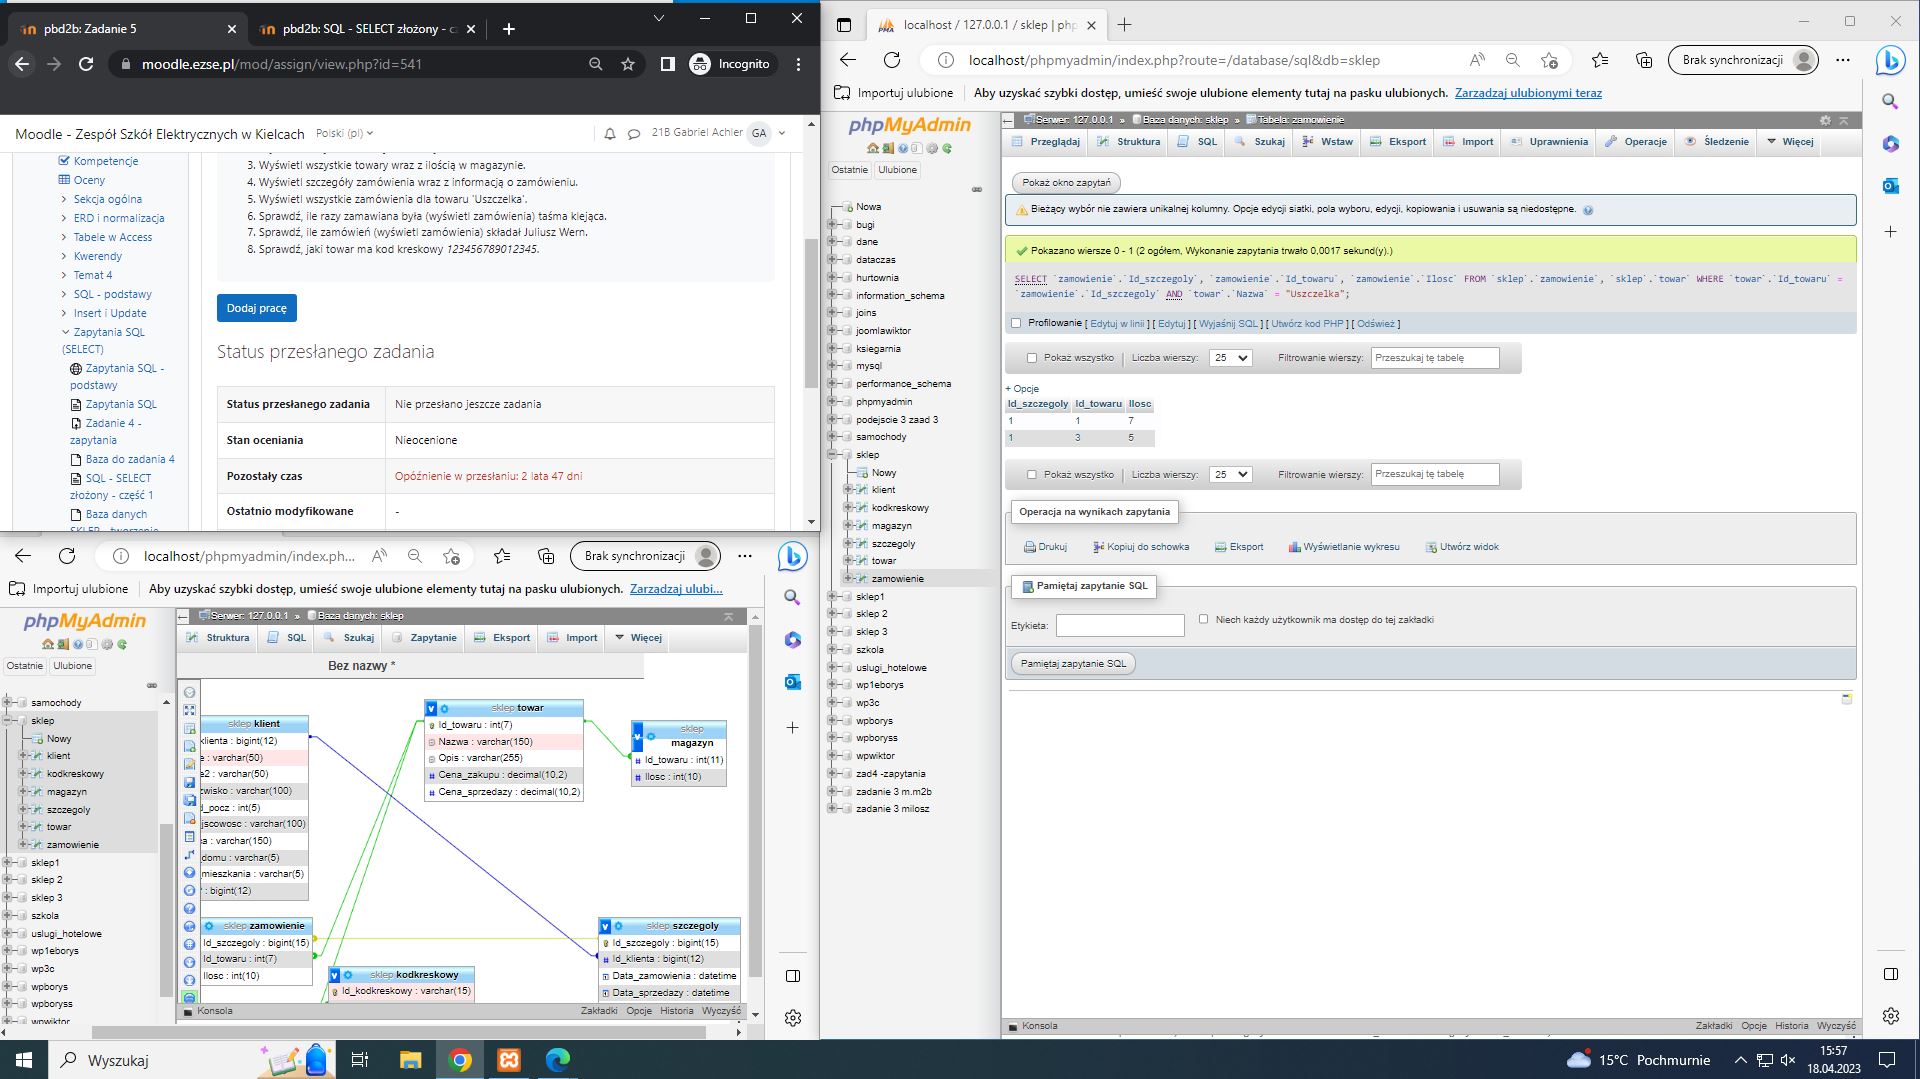 pbd2b: Zadanie 5
pbd2b: SQL - SELECT złożony - cz
moodle.ezse.pl/mod/assign/view.php?id=541
Incognito
Moodle - Zespół Szkół Elektrycznych w Kielcach
Polski (pl)
21B Gabriel Achler
GA
Kompetencje
Oceny
Sekcja ogólna
ERD i normalizacja
Tabele w Access
Kwerendy
Temat 4
SQL - podstawy
Insert i Update
Zapytania SQL
(SELECT)
Zapytania SQL -
podstawy
Zapytania SQL
Zadanie 4 -
zapytania
Baza do zadania 4
SQL - SELECT
złożony - część 1
Baza danych
SKLEP - tworzenie
3. Wyświetl wszystkie towary wraz z ilością w magazynie.
4. Wyświetl szczegóły zamówienia wraz z informacją o zamówieniu.
5. Wyświetl wszystkie zamówienia dla towaru 'Uszczelka'.
6. Sprawdź, ile razy zamawiana była (wyświetl zamówienia) taśma klejąca.
7. Sprawdź, ile zamówień (wyświetl zamówienia) składał Juliusz Wern.
8. Sprawdź, jaki towar ma kod kreskowy 123456789012345.
Dodaj pracę
Status przesłanego zadania
Status przesłanego zadania
Nie przesłano jeszcze zadania
Stan oceniania
Nieocenione
Pozostały czas
Opóźnienie w przesłaniu: 2 lata 47 dni
Ostatnio modyfikowane
-
localhost/phpmyadmin/index.ph...
Brak synchronizacji
Importuj ulubione
Aby uzyskać szybki dostęp, umieść swoje ulubione elementy tutaj na pasku ulubionych.
Zarządzaj ulubi...
phpMyAdmin
Ostatnie
Ulubione
samochody
sklep
Nowy
klient
kodkreskowy
magazyn
szczegoly
towar
zamowienie
sklep1
sklep 2
sklep 3
szkola
uslugi_hotelowe
wp1eborys
wp3c
wpborys
wpboryss
wpwiktor
Serwer: 127.0.0.1 » Baza danych: sklep
Struktura
SQL
Szukaj
Zapytanie
Eksport
Import
Więcej
Bez nazwy *
sklep klient
klienta : bigint(12)
e : varchar(50)
e2 : varchar(50)
zwisko : varchar(100)
d_pocz : int(5)
jscowosc : varchar(100)
ca : varchar(150)
domu : varchar(5)
mieszkania : varchar(5)
: bigint(12)
sklep towar
Id_towaru : int(7)
Nazwa : varchar(150)
Opis : varchar(255)
Cena_zakupu : decimal(10,2)
Cena_sprzedazy : decimal(10,2)
sklep
magazyn
Id_towaru : int(11)
Ilosc : int(10)
sklep zamowienie
Id_szczegoly : bigint(15)
Id_towaru : int(7)
Ilosc : int(10)
sklep kodkreskowy
Id_kodkreskowy : varchar(15)
sklep szczegoly
Id_szczegoly : bigint(15)
Id_klienta : bigint(12)
Data_zamowienia : datetime
Data_sprzedazy : datetime
Konsola
Zakładki Opcje Historia Wyczyść
localhost / 127.0.0.1 / sklep | php
localhost/phpmyadmin/index.php?route=/database/sql&db=sklep
Brak synchronizacji
Importuj ulubione
Aby uzyskać szybki dostęp, umieść swoje ulubione elementy tutaj na pasku ulubionych.
Zarządzaj ulubionymi teraz
phpMyAdmin
Ostatnie
Ulubione
Nowa
bugi
dane
dataczas
hurtownia
information_schema
joins
joomlawiktor
ksiegarnia
mysql
performance_schema
phpmyadmin
podejscie 3 zaad 3
samochody
sklep
Nowy
klient
kodkreskowy
magazyn
szczegoly
towar
zamowienie
sklep1
sklep 2
sklep 3
szkola
uslugi_hotelowe
wp1eborys
wp3c
wpborys
wpboryss
wpwiktor
zad4 -zapytania
zadanie 3 m.m2b
zadanie 3 milosz
Serwer: 127.0.0.1 » Baza danych: sklep » Tabela: zamowienie
Przeglądaj
Struktura
SQL
Szukaj
Wstaw
Eksport
Import
Uprawnienia
Operacje
Śledzenie
Więcej
Pokaż okno zapytań
Bieżący wybór nie zawiera unikalnej kolumny. Opcje edycji siatki, pola wyboru, edycji, kopiowania i usuwania są niedostępne.
Pokazano wiersze 0 - 1 (2 ogółem, Wykonanie zapytania trwało 0,0017 sekund(y).)
SELECT `zamowienie`.`Id_szczegoly`, `zamowienie`.`Id_towaru`, `zamowienie`.`Ilosc` FROM `sklep`.`zamowienie`, `sklep`.`towar` WHERE `towar`.`Id_towaru` =
`zamowienie`.`Id_szczegoly` AND `towar`.`Nazwa` = "Uszczelka";
Profilowanie [ Edytuj w linii ] [ Edytuj ] [ Wyjaśnij SQL ] [ Utwórz kod PHP ] [ Odśwież ]
Pokaż wszystko
Liczba wierszy:
25
Filtrowanie wierszy:
Przeszukaj tę tabelę
+ Opcje
Id_szczegoly Id_towaru Ilosc
1 1 7
1 3 5
Pokaż wszystko
Liczba wierszy:
25
Filtrowanie wierszy:
Przeszukaj tę tabelę
Operacja na wynikach zapytania
Drukuj
Kopiuj do schowka
Eksport
Wyświetlanie wykresu
Utwórz widok
Pamiętaj zapytanie SQL
Etykieta:
Niech każdy użytkownik ma dostęp do tej zakładki
Pamiętaj zapytanie SQL
Konsola
Zakładki Opcje Historia Wyczyść
Wyszukaj
15°C Pochmurnie
15:57
18.04.2023